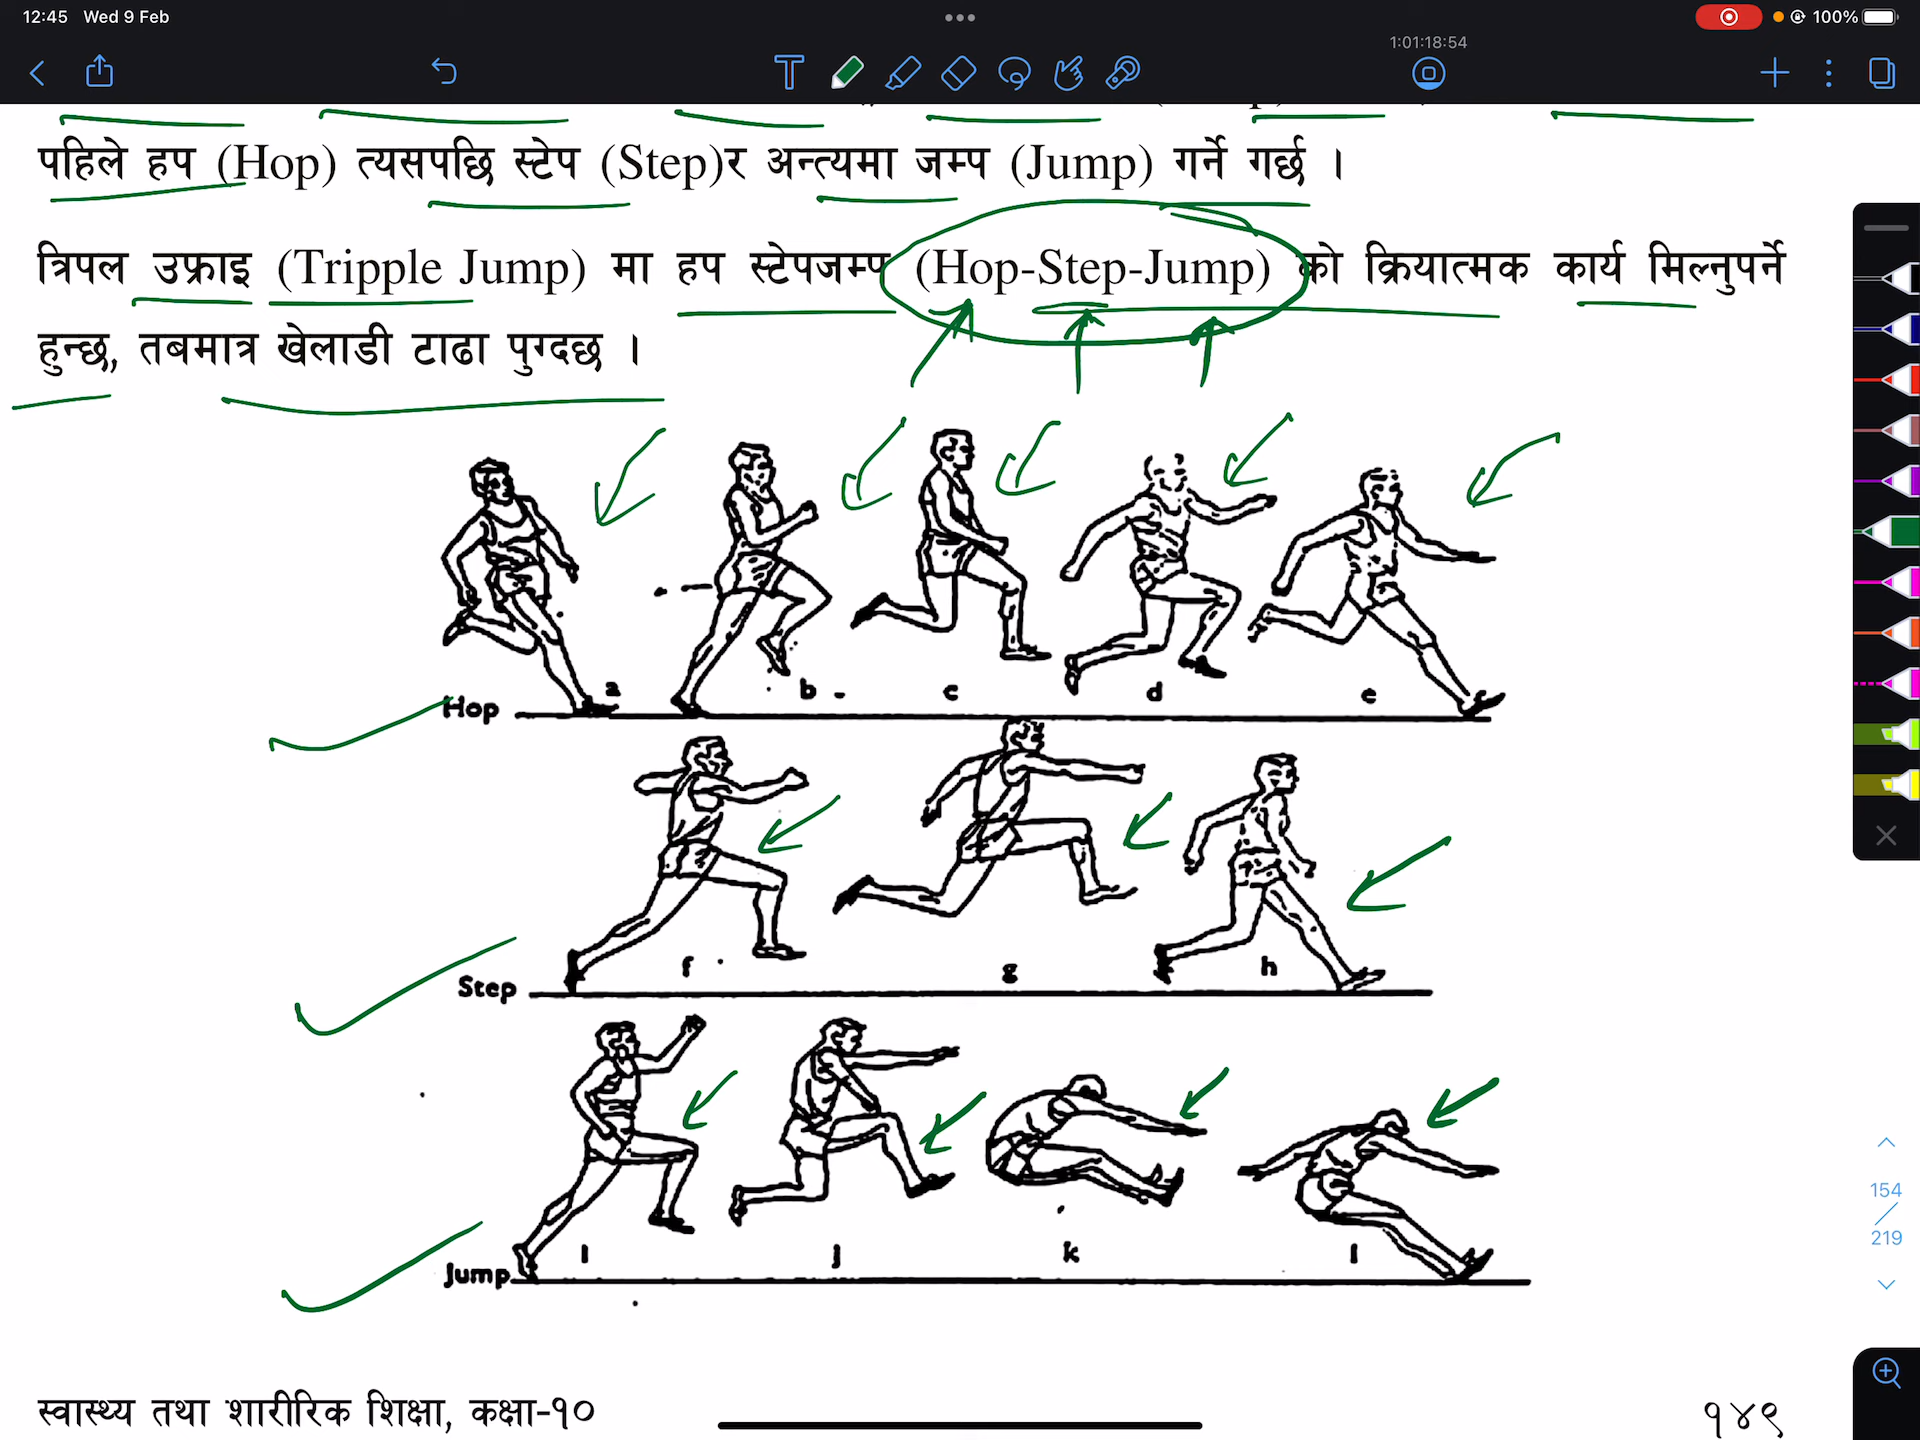 12:45 Wed 9 Feb
100%
1:01:18:54
पहिले हप (Hop) त्यसपछि स्टेप (Step)र अन्त्यमा जम्प (Jump) गर्ने गर्छ ।
त्रिपल उफ्राइ (Tripple Jump) मा हप स्टेपजम्प (Hop-Step-Jump) को क्रियात्मक कार्य मिल्नुपर्ने
हुन्छ, तबमात्र खेलाडी टाढा पुग्दछ ।
Hop a b c d e
Step f g h
Jump l j k l
154
219
स्वास्थ्य तथा शारीरिक शिक्षा, कक्षा-१० १४९